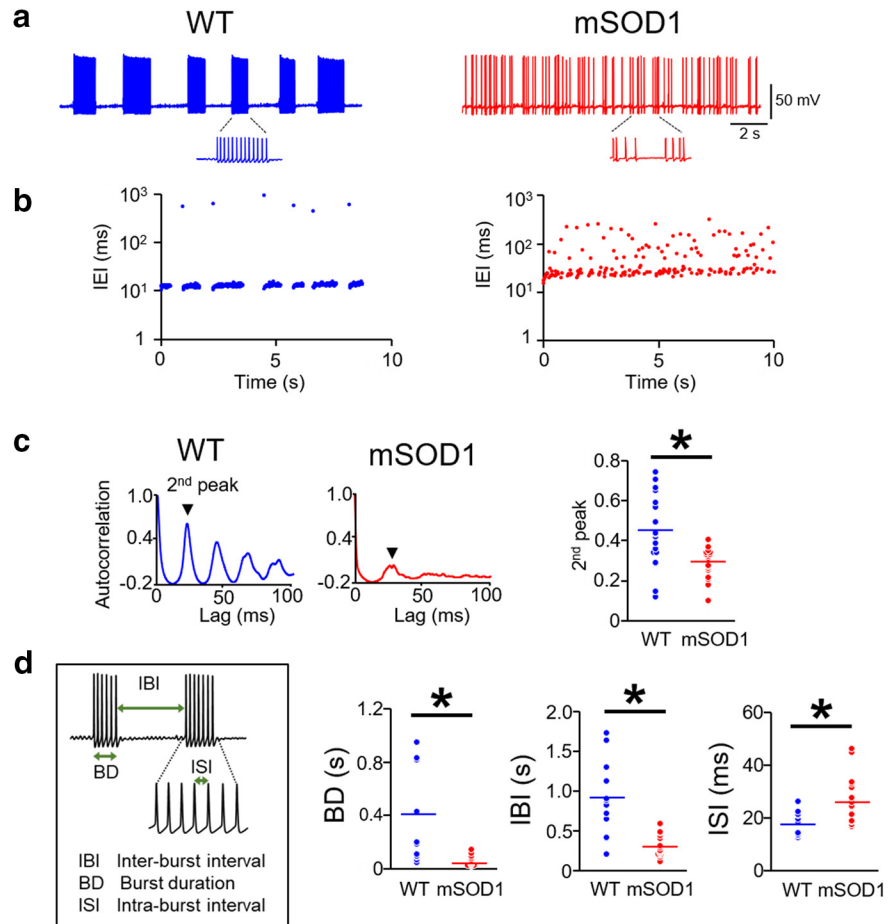 a
WT
mSOD1
50 mV
2 s
b
IEI (ms)
10³
10²
10¹
1
0
5
10
Time (s)
IEI (ms)
10³
10²
10¹
1
0
5
10
Time (s)
c
WT
mSOD1
Autocorrelation
1.0
0.4
-0.2
2nd peak
0
50
100
Lag (ms)
1.0
0.4
-0.2
0
50
100
Lag (ms)
*
2nd peak
0.8
0.6
0.4
0.2
0
WT mSOD1
d
IBI
BD
ISI
IBI Inter-burst interval
BD Burst duration
ISI Intra-burst interval
*
BD (s)
1.2
0.8
0.4
0
WT mSOD1
*
IBI (s)
2.0
1.5
1.0
0.5
0
WT mSOD1
*
ISI (ms)
60
40
20
0
WT mSOD1